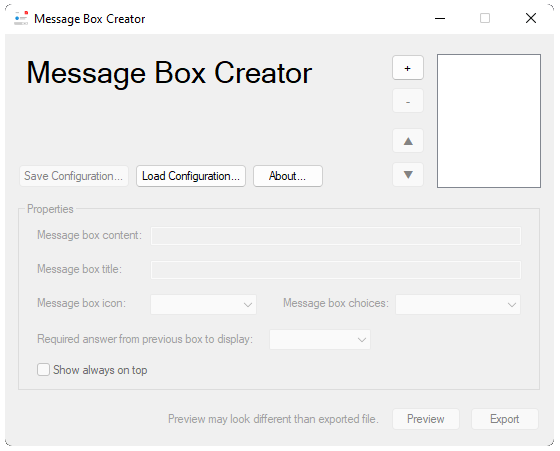 Message Box Creator
Message Box Creator
+
-
▲
▼
Save Configuration... Load Configuration... About...
Properties
Message box content:
Message box title:
Message box icon: Message box choices:
Required answer from previous box to display:
Show always on top
Preview may look different than exported file. Preview Export